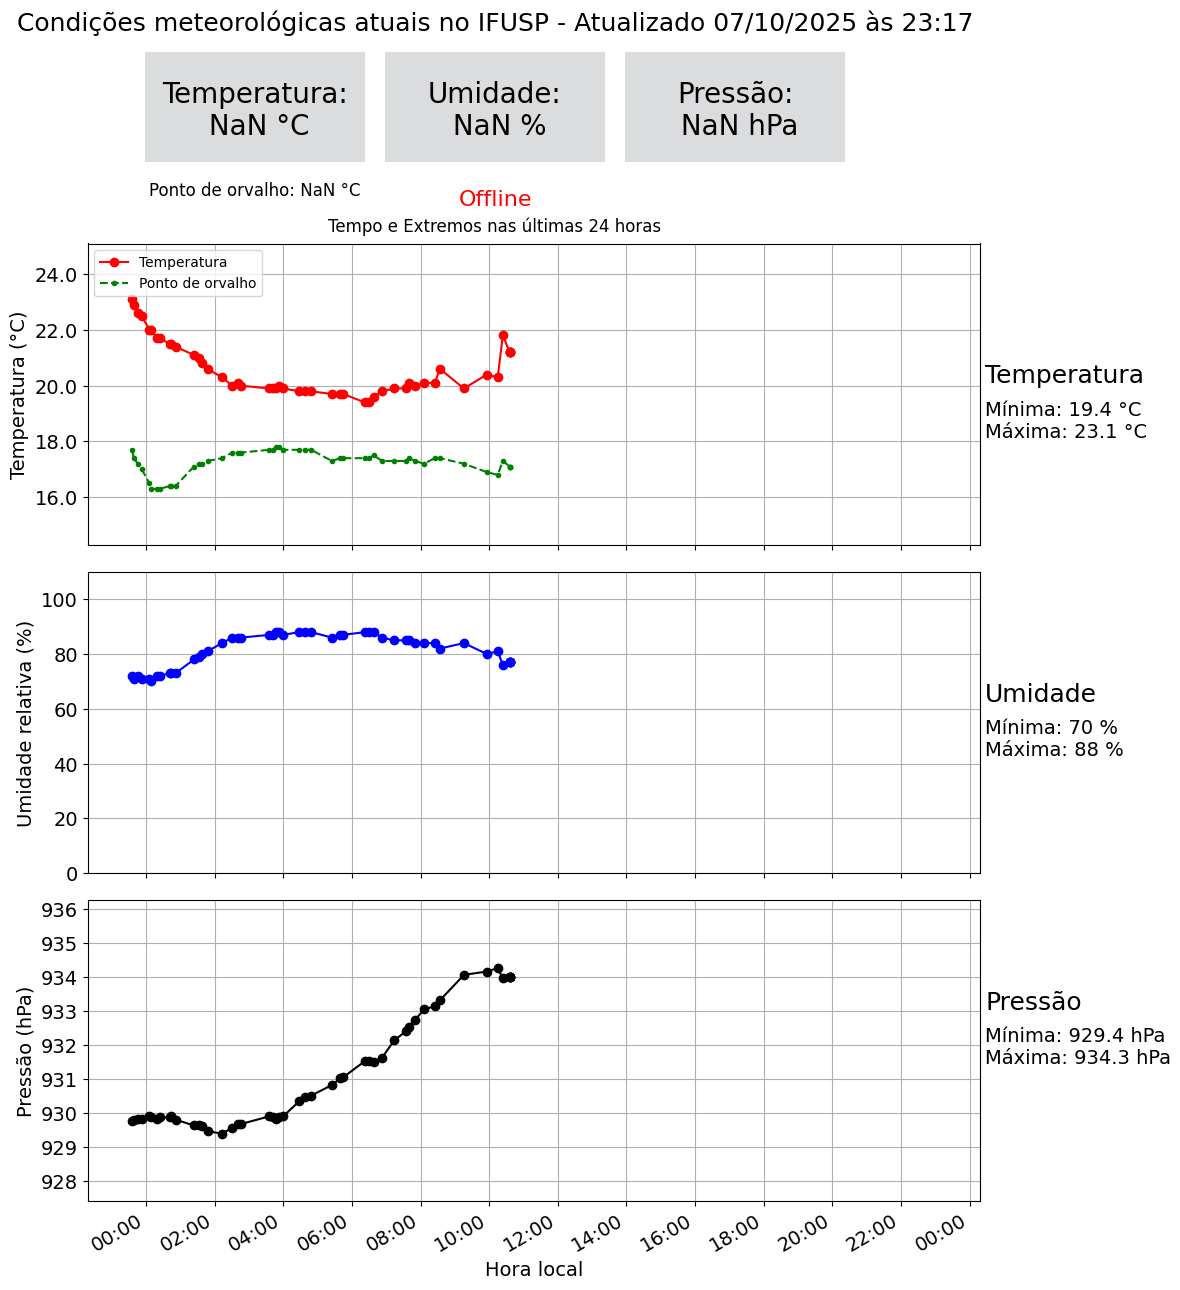 Condições meteorológicas atuais no IFUSP - Atualizado 07/10/2025 às 23:17
Temperatura:
NaN °C
Umidade:
NaN %
Pressão:
NaN hPa
Ponto de orvalho: NaN °C
Offline
Tempo e Extremos nas últimas 24 horas
Temperatura
Ponto de orvalho
Temperatura (°C)
24.0
22.0
20.0
18.0
16.0
Temperatura
Mínima: 19.4 °C
Máxima: 23.1 °C
Umidade relativa (%)
100
80
60
40
20
0
Umidade
Mínima: 70 %
Máxima: 88 %
Pressão (hPa)
936
935
934
933
932
931
930
929
928
Pressão
Mínima: 929.4 hPa
Máxima: 934.3 hPa
00:00 02:00 04:00 06:00 08:00 10:00 12:00 14:00 16:00 18:00 20:00 22:00 00:00
Hora local